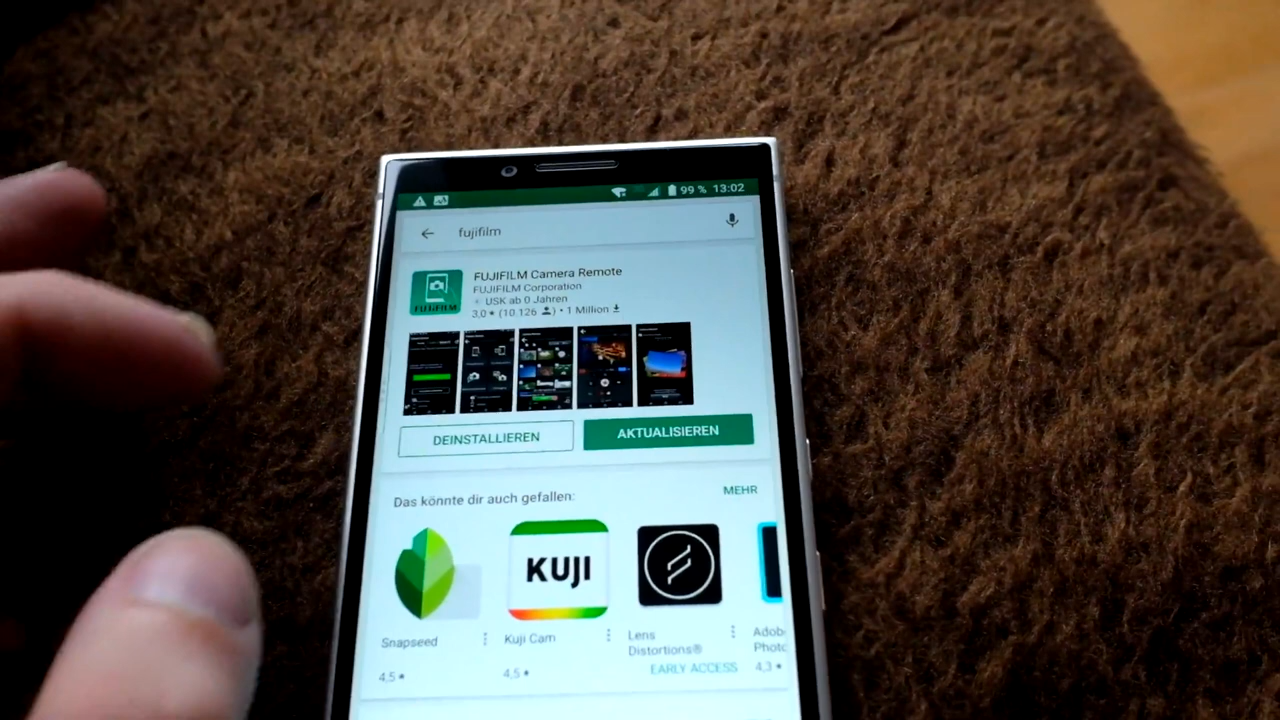 99 % 13:02
fujifilm
FUJIFILM Camera Remote
FUJIFILM
FUJIFILM Corporation
USK ab 0 Jahren
3,0 ★ (10.126) • 1 Million
DEINSTALLIEREN
AKTUALISIEREN
Das könnte dir auch gefallen:
MEHR
KUJI
Snapseed
4,5 ★
Kuji Cam
4,5 ★
Lens
Distortions®
EARLY ACCESS
Adob
Photo
4,3 ★